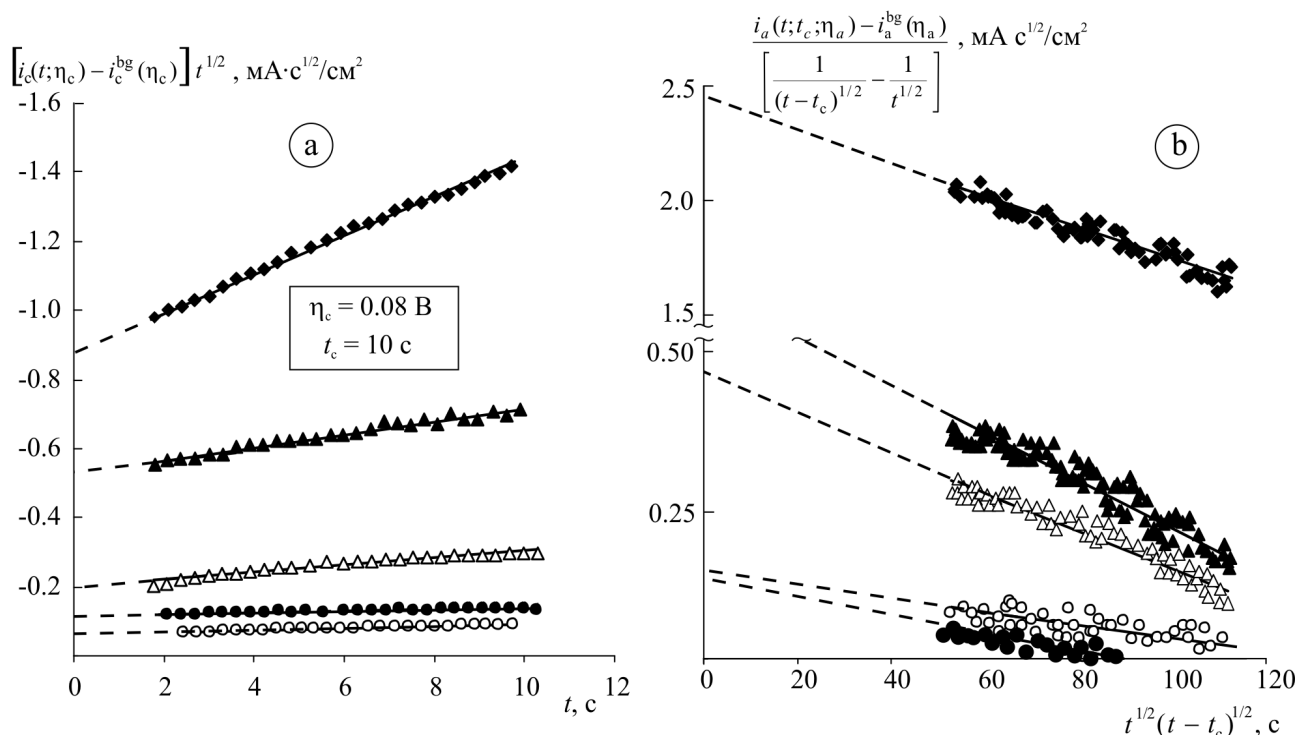 [i_c(t;η_c) – i_c^bg(η_c)] t^1/2 , мА·с^1/2/см²
-1.6
-1.4
-1.2
-1.0
-0.8
-0.6
-0.4
-0.2
0
2
4
6
8
10
12
t, с
a
η_c = 0.08 В
t_c = 10 с
i_a(t;t_c;η_a) – i_a^bg(η_a)
[1/(t–t_c)^1/2 – 1/t^1/2]
, мА с^1/2/см²
2.5
2.0
1.5
0.50
0.25
0
20
40
60
80
100
120
t^1/2(t – t_c)^1/2, с
b